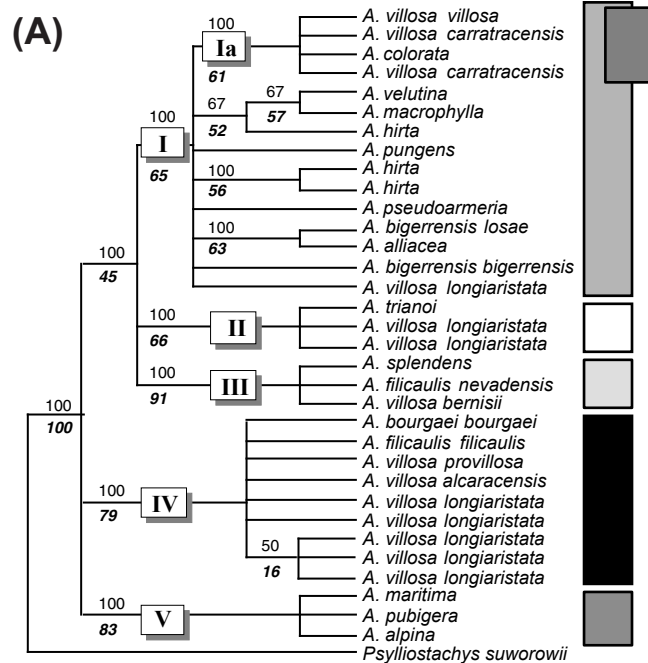 (A)
100
Ia
61
A. villosa villosa
A. villosa carratracensis
A. colorata
A. villosa carratracensis
67
52
67
57
A. velutina
A. macrophylla
A. hirta
100
I
65
A. pungens
100
56
A. hirta
A. hirta
A. pseudoarmeria
100
63
A. bigerrensis losae
A. alliacea
A. bigerrensis bigerrensis
A. villosa longiaristata
100
45
100
II
66
A. trianoi
A. villosa longiaristata
A. villosa longiaristata
100
III
91
A. splendens
A. filicaulis nevadensis
A. villosa bernisii
100
100
100
IV
79
A. bourgaei bourgaei
A. filicaulis filicaulis
A. villosa provillosa
A. villosa alcaracensis
A. villosa longiaristata
A. villosa longiaristata
50
16
A. villosa longiaristata
A. villosa longiaristata
A. villosa longiaristata
100
V
83
A. maritima
A. pubigera
A. alpina
Psylliostachys suworowii